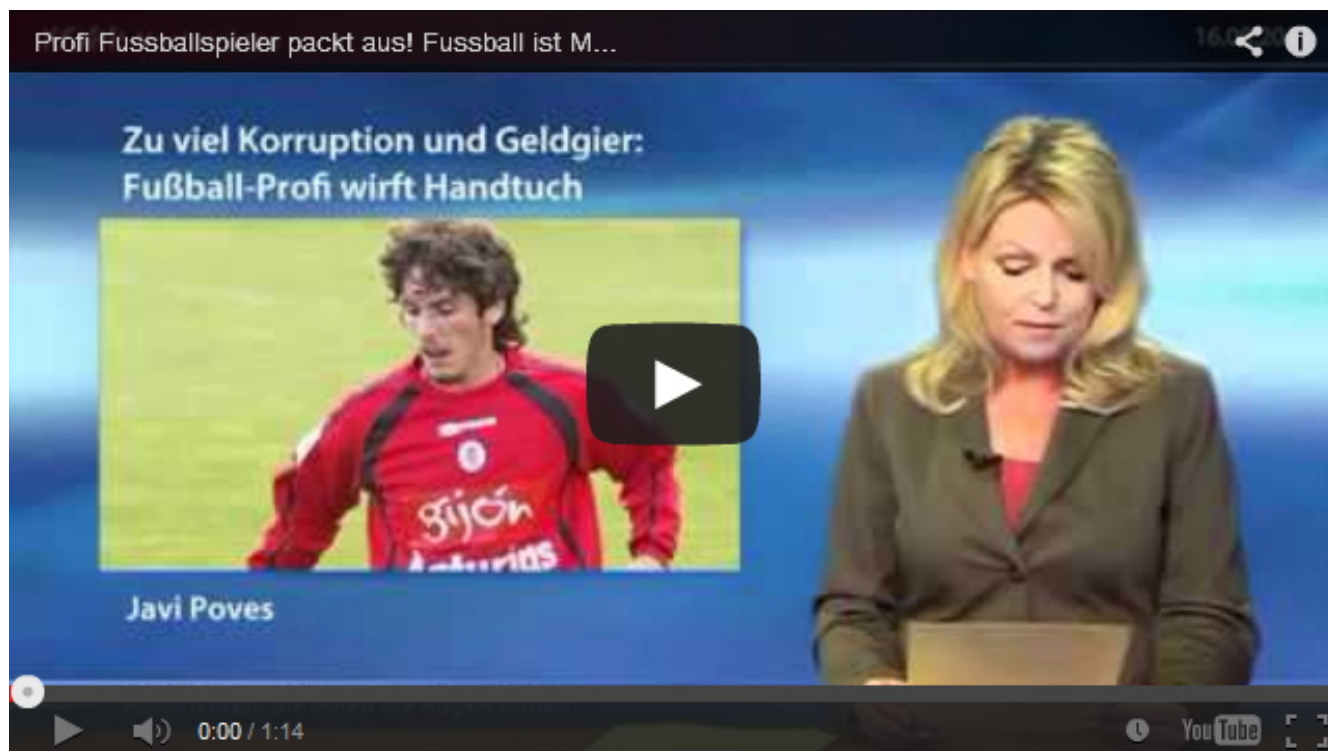 Profi Fussballspieler packt aus! Fussball ist M...
Zu viel Korruption und Geldgier:
Fußball-Profi wirft Handtuch
gijón
Asturias
Javi Poves
0:00 / 1:14
YouTube